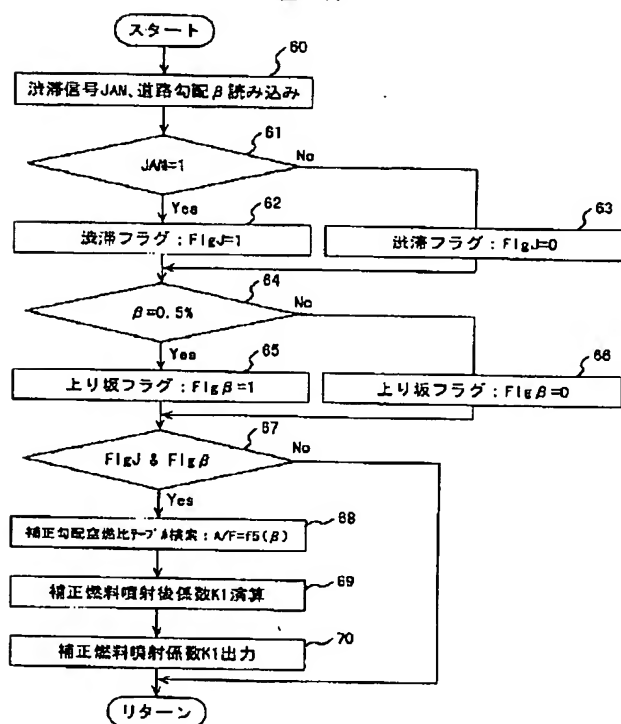 スタート
60
渋滞信号JAN、道路勾配β読み込み
61
JAN=1
No
Yes
62
63
渋滞フラグ:FlgJ=1
渋滞フラグ:FlgJ=0
64
β=0.5%
No
Yes
65
66
上り坂フラグ:Flgβ=1
上り坂フラグ:Flgβ=0
67
FlgJ & Flgβ
No
Yes
68
補正勾配空燃比テーブル検索:A/F=f5(β)
69
補正燃料噴射後係数K1演算
70
補正燃料噴射係数K1出力
リターン